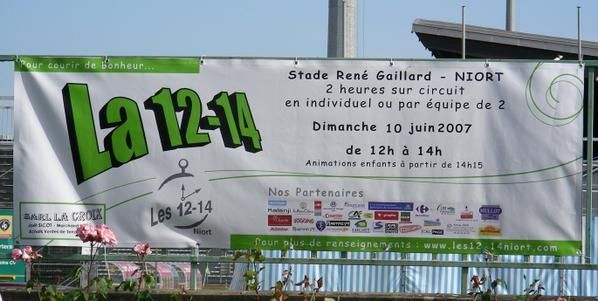 Pour courir de bonheur...
La 12-14
Stade René Gaillard - NIORT
2 heures sur circuit
en individuel ou par équipe de 2
Dimanche 10 juin 2007
de 12h à 14h
Animations enfants à partir de 14h15
Les 12-14
Niort
SARL LA CROIX
Nos Partenaires
Pour plus de renseignements : www.les12-14niort.com